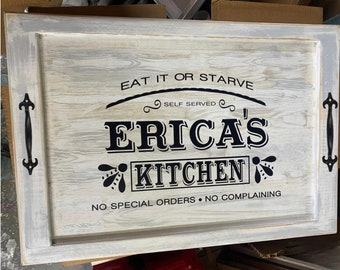 EAT IT OR STARVE
SELF SERVED
ERICA'S
KITCHEN
NO SPECIAL ORDERS • NO COMPLAINING